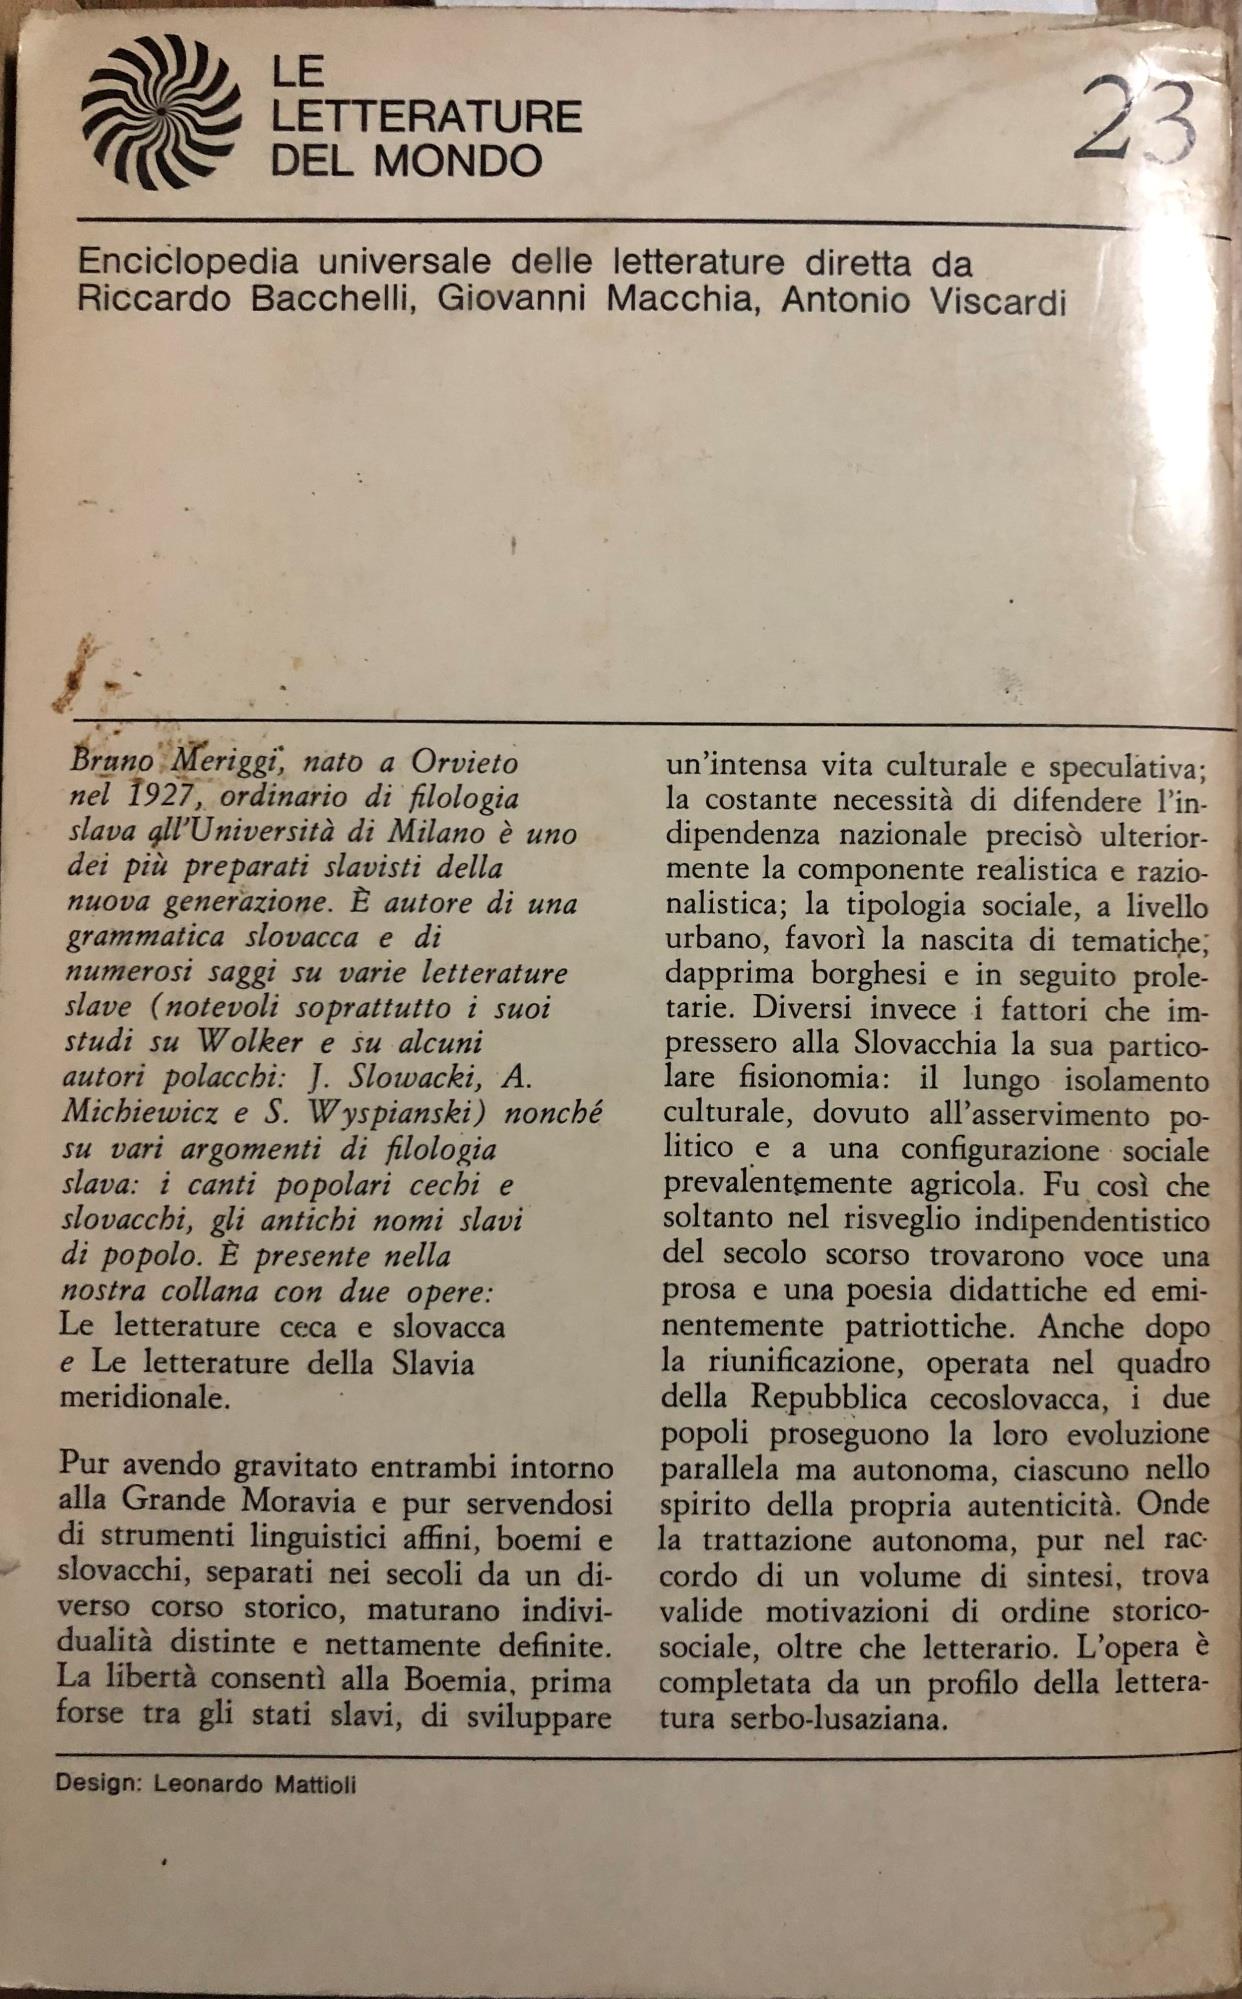 LE
LETTERATURE
DEL MONDO
23
Enciclopedia universale delle letterature diretta da
Riccardo Bacchelli, Giovanni Macchia, Antonio Viscardi
Bruno Meriggi, nato a Orvieto
nel 1927, ordinario di filologia
slava all'Università di Milano è uno
dei più preparati slavisti della
nuova generazione. È autore di una
grammatica slovacca e di
numerosi saggi su varie letterature
slave (notevoli soprattutto i suoi
studi su Wolker e su alcuni
autori polacchi: J. Slowacki, A.
Michiewicz e S. Wyspianski) nonché
su vari argomenti di filologia
slava: i canti popolari cechi e
slovacchi, gli antichi nomi slavi
di popolo. È presente nella
nostra collana con due opere:
Le letterature ceca e slovacca
e Le letterature della Slavia
meridionale.
Pur avendo gravitato entrambi intorno
alla Grande Moravia e pur servendosi
di strumenti linguistici affini, boemi e
slovacchi, separati nei secoli da un di-
verso corso storico, maturano indivi-
dualità distinte e nettamente definite.
La libertà consentì alla Boemia, prima
forse tra gli stati slavi, di sviluppare
un'intensa vita culturale e speculativa;
la costante necessità di difendere l'in-
dipendenza nazionale precisò ulterior-
mente la componente realistica e razio-
nalistica; la tipologia sociale, a livello
urbano, favorì la nascita di tematiche,
dapprima borghesi e in seguito prole-
tarie. Diversi invece i fattori che im-
pressero alla Slovacchia la sua partico-
lare fisionomia: il lungo isolamento
culturale, dovuto all'asservimento po-
litico e a una configurazione sociale
prevalentemente agricola. Fu così che
soltanto nel risveglio indipendentistico
del secolo scorso trovarono voce una
prosa e una poesia didattiche ed emi-
nentemente patriottiche. Anche dopo
la riunificazione, operata nel quadro
della Repubblica cecoslovacca, i due
popoli proseguono la loro evoluzione
parallela ma autonoma, ciascuno nello
spirito della propria autenticità. Onde
la trattazione autonoma, pur nel rac-
cordo di un volume di sintesi, trova
valide motivazioni di ordine storico-
sociale, oltre che letterario. L'opera è
completata da un profilo della lettera-
tura serbo-lusaziana.
Design: Leonardo Mattioli